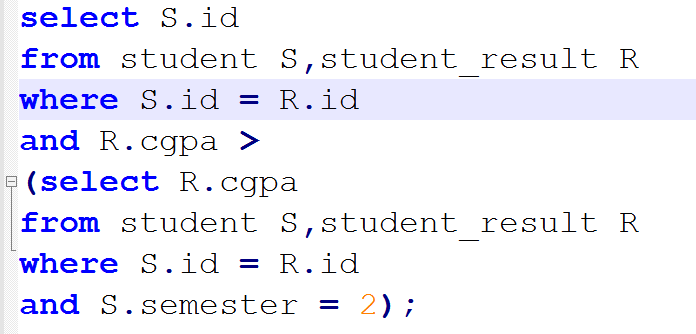 select S.id
from student S,student_result R
where S.id = R.id
and R.cgpa >
(select R.cgpa
from student S,student_result R
where S.id = R.id
and S.semester = 2);